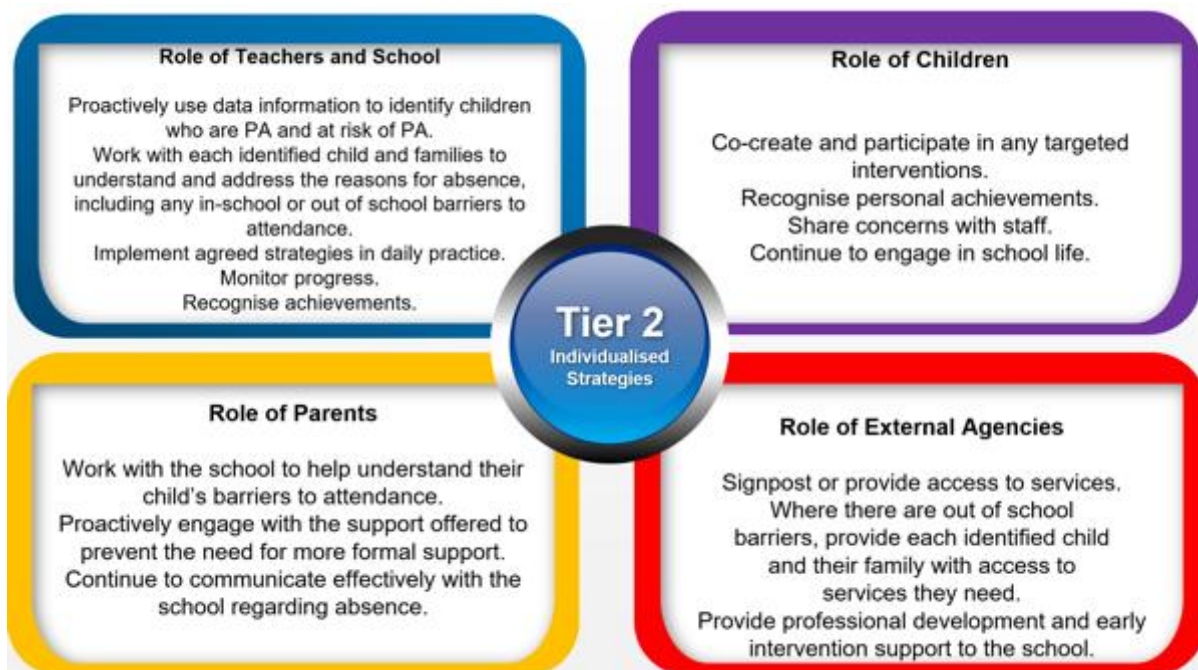 Role of Teachers and School
Proactively use data information to identify children
who are PA and at risk of PA.
Work with each identified child and families to
understand and address the reasons for absence,
including any in-school or out of school barriers to
attendance.
Implement agreed strategies in daily practice.
Monitor progress.
Recognise achievements.
Role of Children
Co-create and participate in any targeted
interventions.
Recognise personal achievements.
Share concerns with staff.
Continue to engage in school life.
Tier 2
Individualised
Strategies
Role of Parents
Work with the school to help understand their
child's barriers to attendance.
Proactively engage with the support offered to
prevent the need for more formal support.
Continue to communicate effectively with the
school regarding absence.
Role of External Agencies
Signpost or provide access to services.
Where there are out of school
barriers, provide each identified child
and their family with access to
services they need.
Provide professional development and early
intervention support to the school.